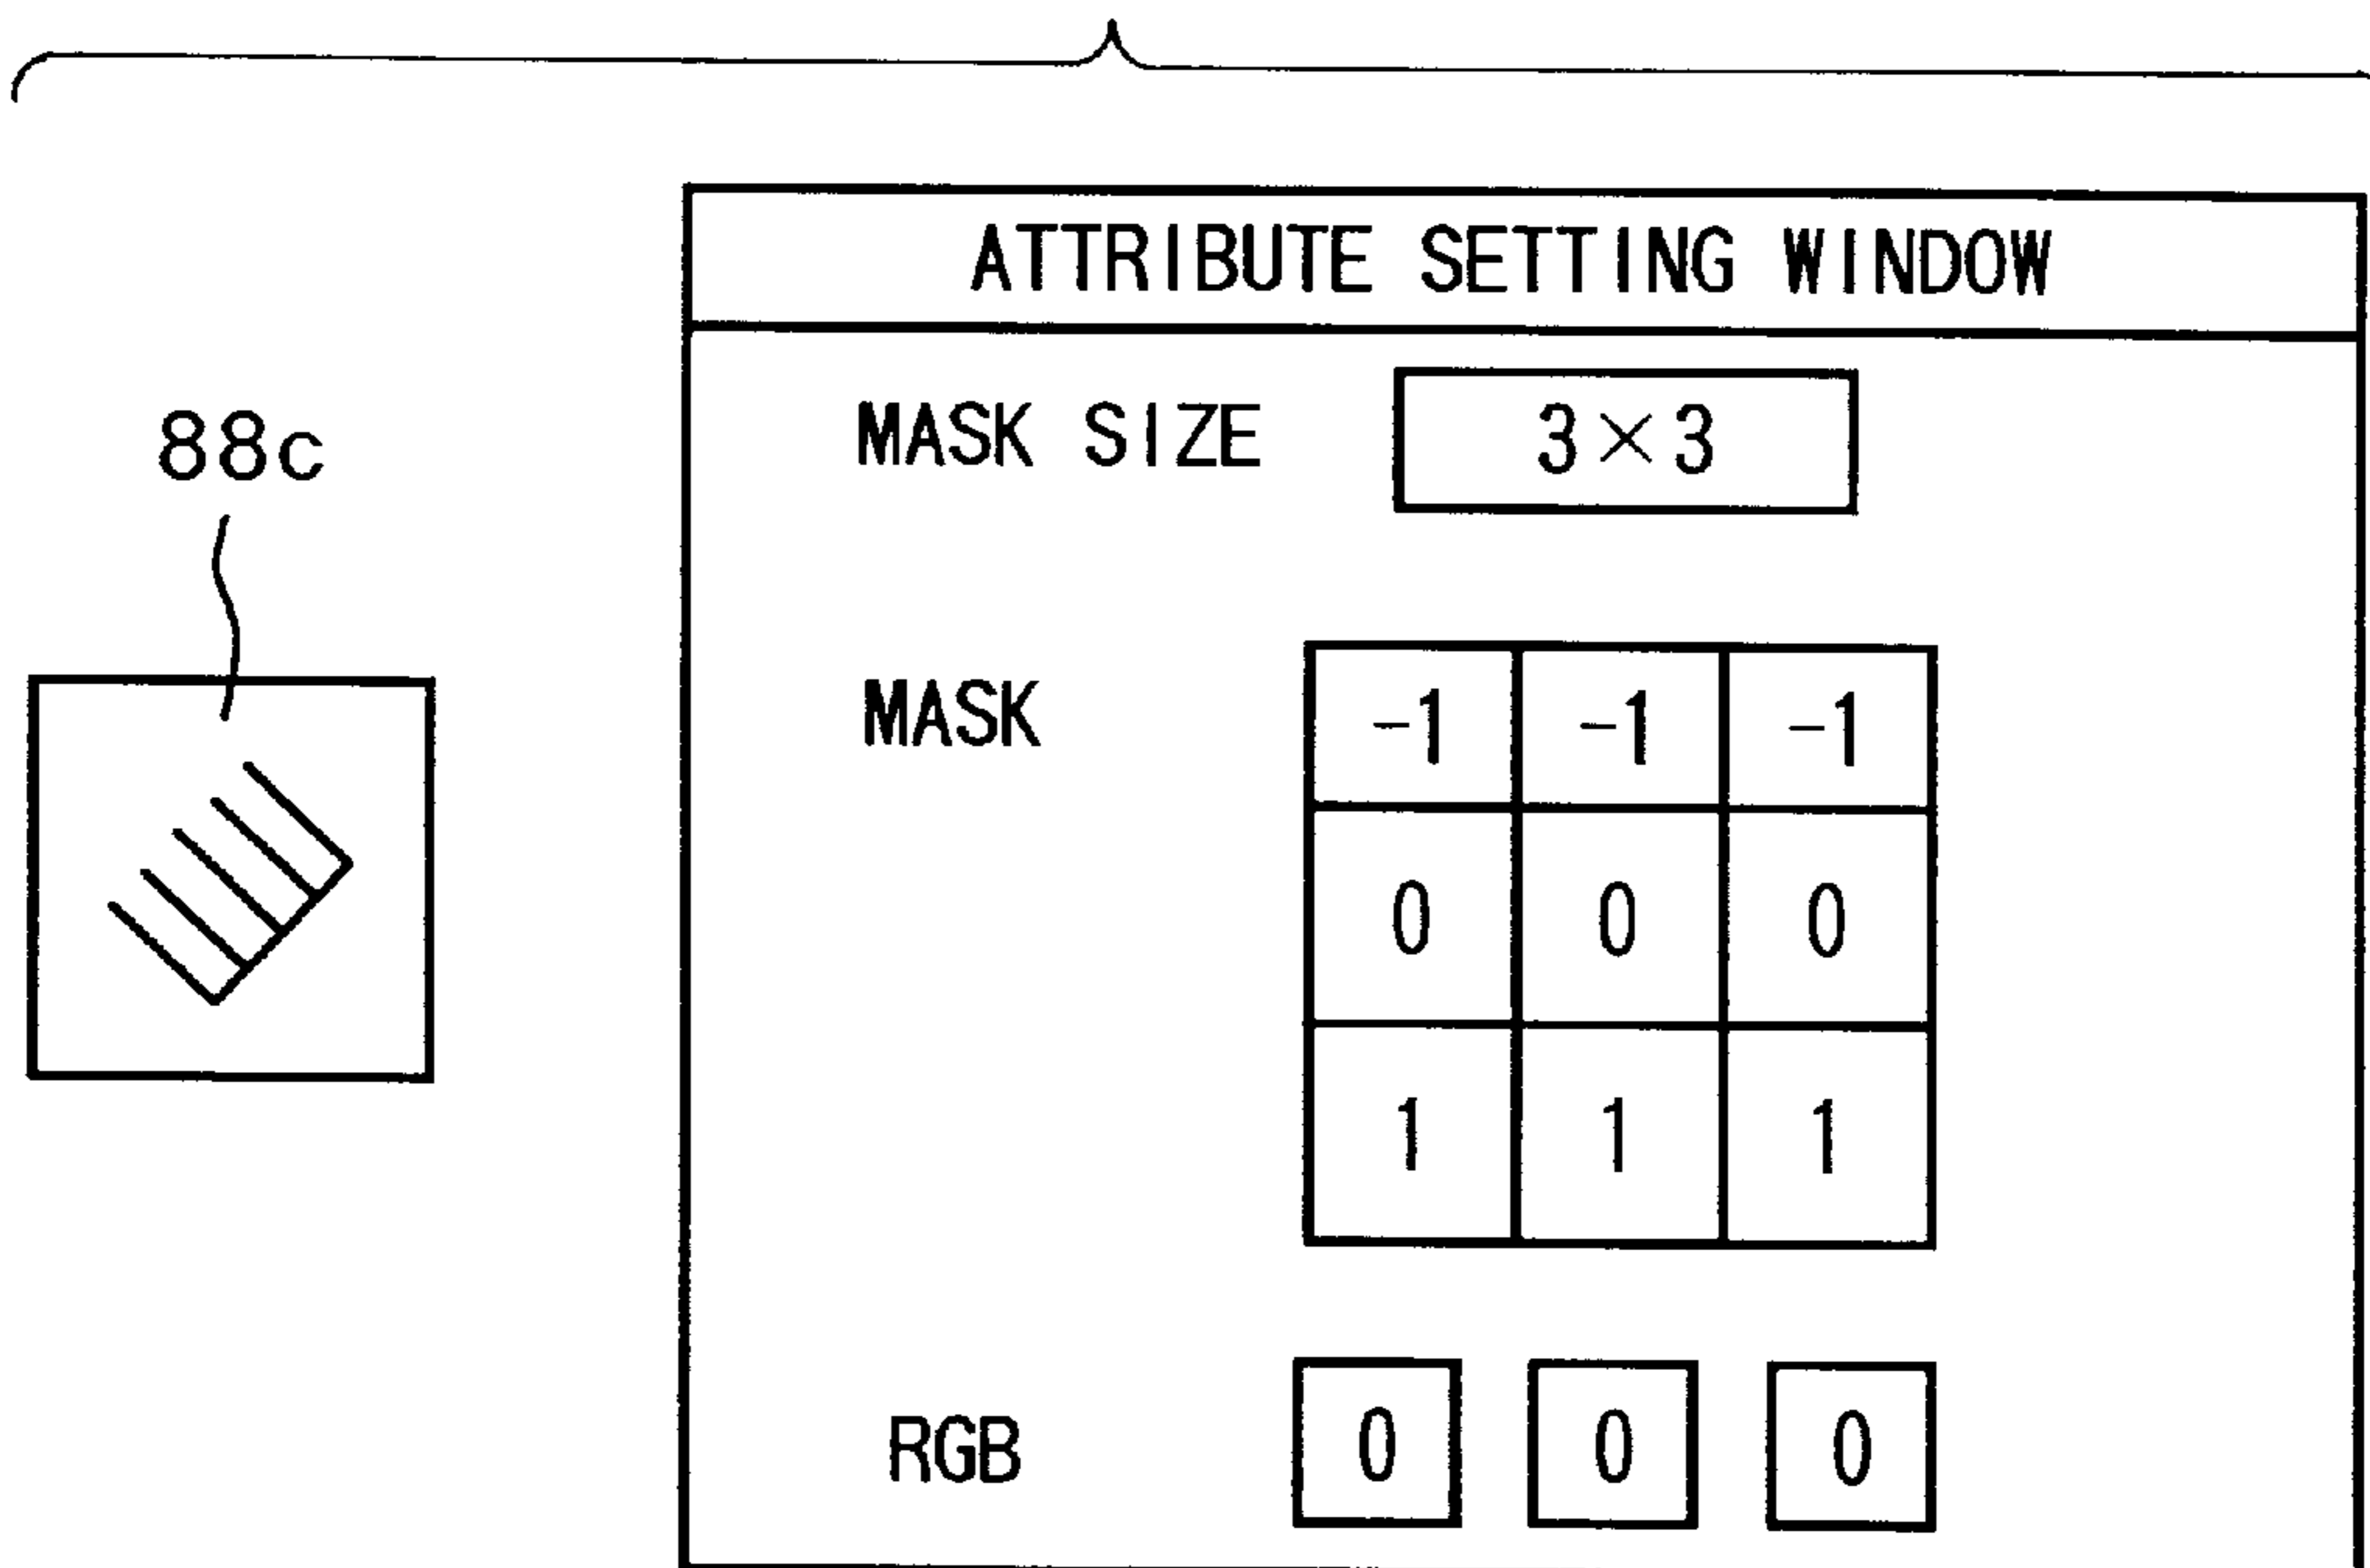 ATTRIBUTE SETTING WINDOW
88c
MASK SIZE 3×3
MASK
-1 -1 -1
0 0 0
1 1 1
RGB 0 0 0